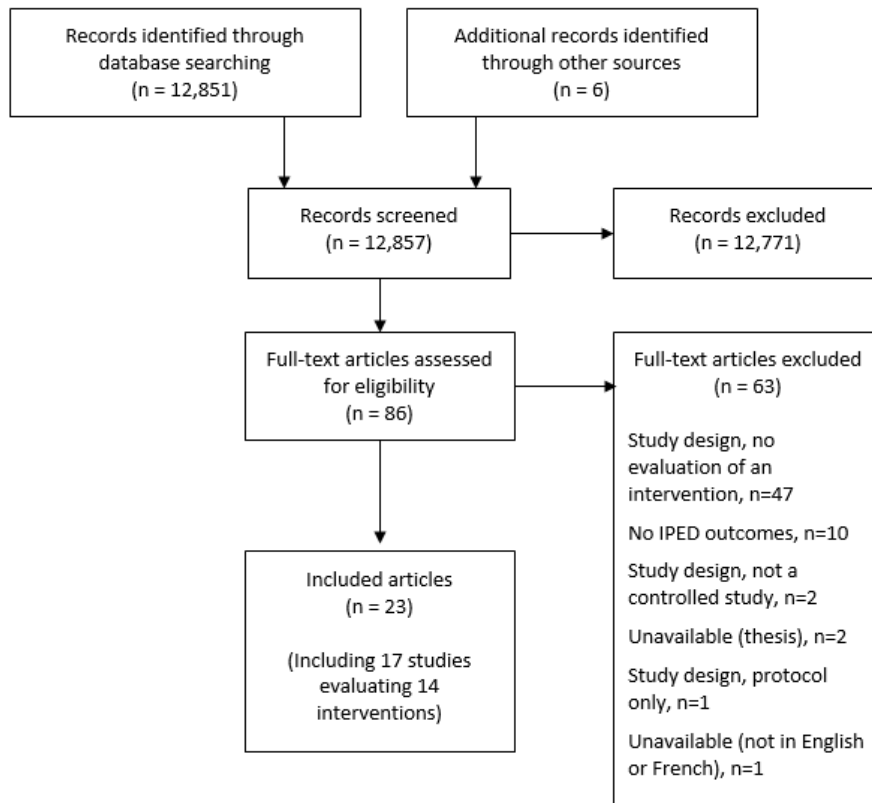 Records identified through
database searching
(n = 12,851)
Additional records identified
through other sources
(n = 6)
Records screened
(n = 12,857)
Records excluded
(n = 12,771)
Full-text articles assessed
for eligibility
(n = 86)
Full-text articles excluded
(n = 63)
Study design, no
evaluation of an
intervention, n=47
No IPED outcomes, n=10
Study design, not a
controlled study, n=2
Unavailable (thesis), n=2
Study design, protocol
only, n=1
Unavailable (not in English
or French), n=1
Included articles
(n = 23)
(Including 17 studies
evaluating 14
interventions)